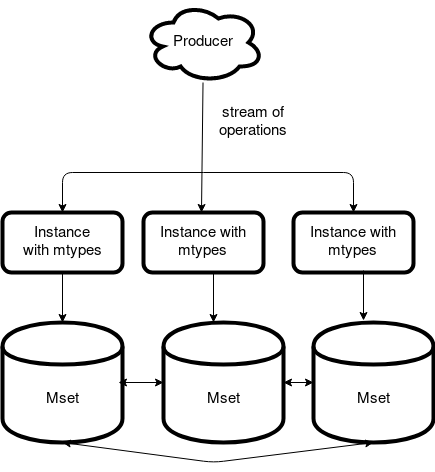 Producer
stream of
operations
Instance
with mtypes
Instance with
mtypes
Instance with
mtypes
Mset
Mset
Mset